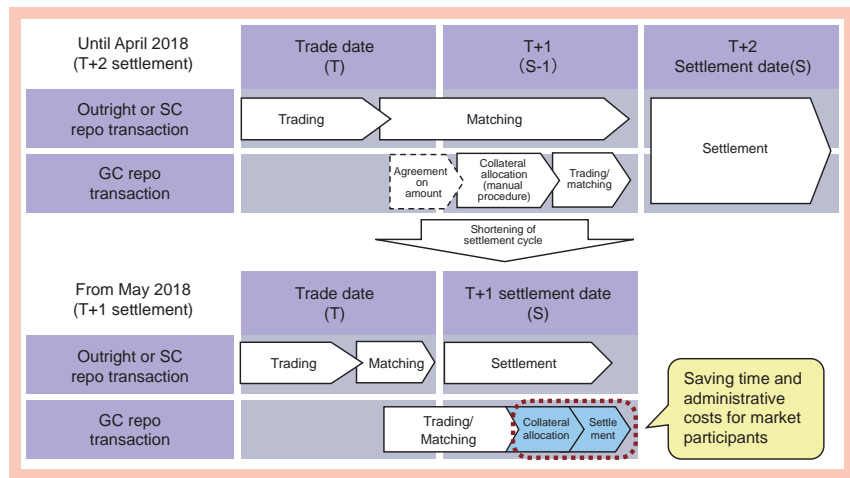 Until April 2018
(T+2 settlement)
Trade date
(T)
T+1
（S-1）
T+2
Settlement date(S)
Outright or SC
repo transaction
Trading
Matching
Settlement
GC repo
transaction
Agreement
on
amount
Collateral
allocation
(manual
procedure)
Trading/
matching
Shortening of
settlement cycle
From May 2018
(T+1 settlement)
Trade date
(T)
T+1 settlement date
(S)
Outright or SC
repo transaction
Trading
Matching
Settlement
GC repo
transaction
Trading/
Matching
Collateral
allocation
Settle
ment
Saving time and
administrative
costs for market
participants